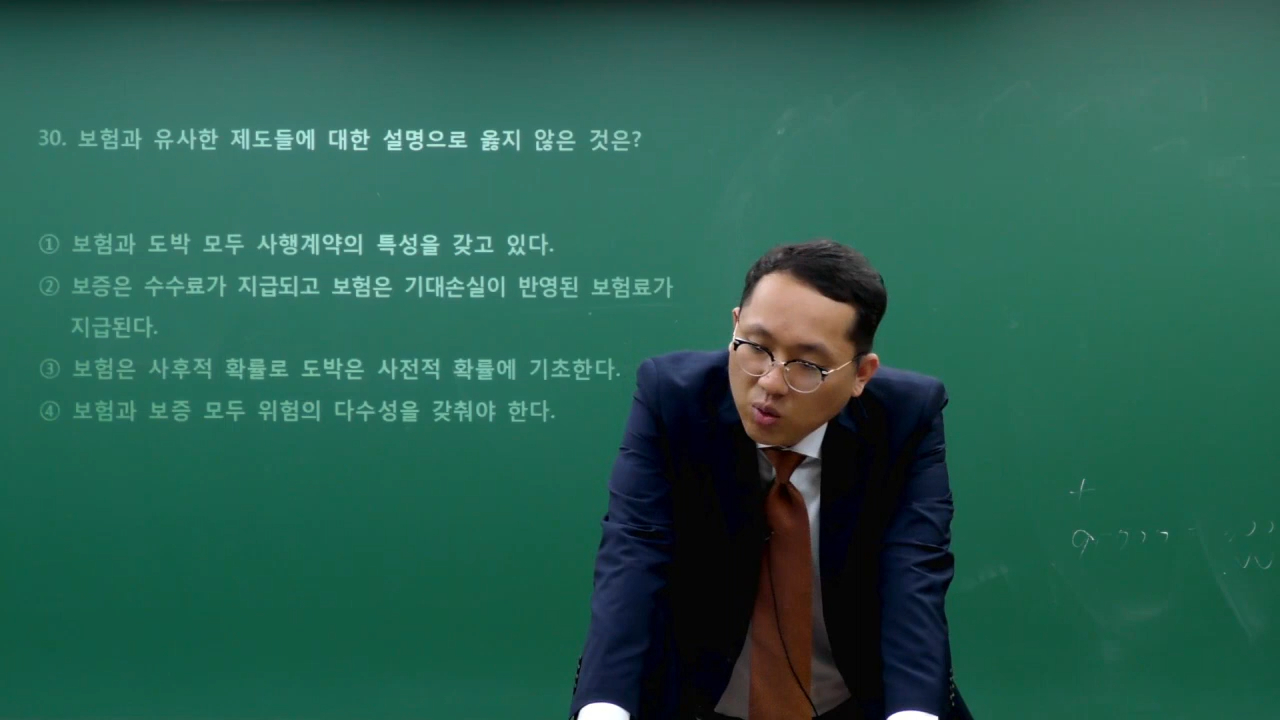 30. 보험과 유사한 제도들에 대한 설명으로 옳지 않은 것은?
① 보험과 도박 모두 사행계약의 특성을 갖고 있다.
② 보증은 수수료가 지급되고 보험은 기대손실이 반영된 보험료가
지급된다.
③ 보험은 사후적 확률로 도박은 사전적 확률에 기초한다.
④ 보험과 보증 모두 위험의 다수성을 갖춰야 한다.